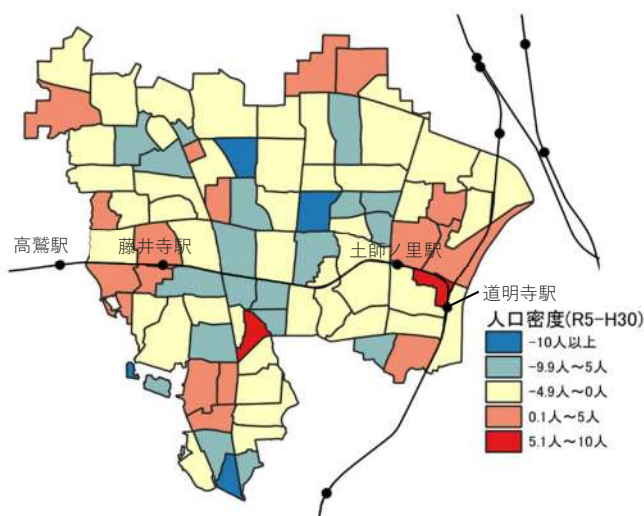 高鷲駅
藤井寺駅
土師ノ里駅
道明寺駅
人口密度(R5-H30)
-10人以上
-9.9人～5人
-4.9人～0人
0.1人～5人
5.1人～10人